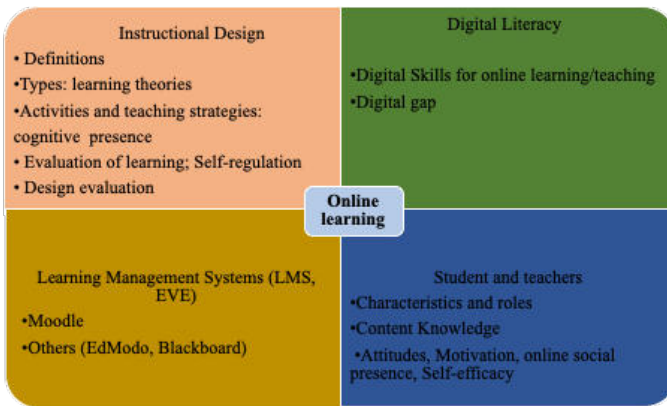 Instructional Design
• Definitions
•Types: learning theories
•Activities and teaching strategies:
cognitive presence
• Evaluation of learning; Self-regulation
• Design evaluation
Digital Literacy
•Digital Skills for online learning/teaching
•Digital gap
Online
learning
Learning Management Systems (LMS,
EVE)
•Moodle
•Others (EdModo, Blackboard)
Student and teachers
•Characteristics and roles
•Content Knowledge
•Attitudes, Motivation, online social
presence, Self-efficacy